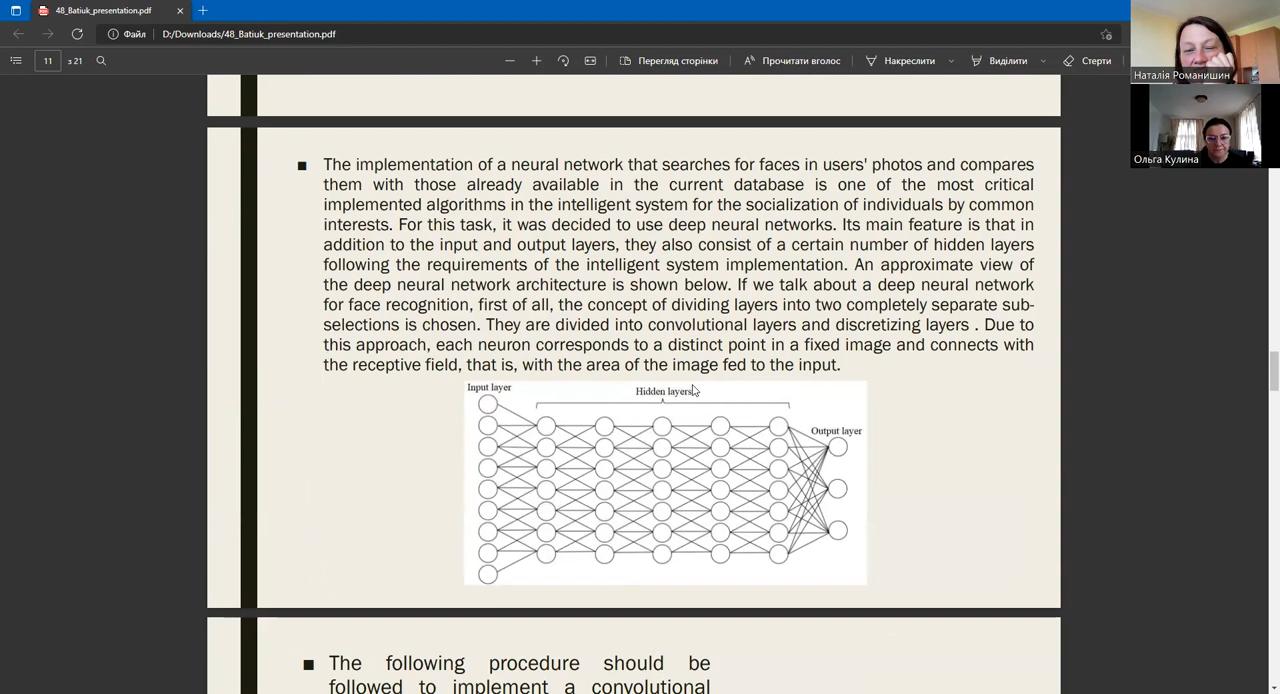 48_Batiuk_presentation.pdf
Файл
D:/Downloads/48_Batiuk_presentation.pdf
11
з 21
Перегляд сторінки
Прочитати вголос
Накреслити
Виділити
Стерти
Наталія Романишин
Ольга Кулина
The implementation of a neural network that searches for faces in users' photos and compares
them with those already available in the current database is one of the most critical
implemented algorithms in the intelligent system for the socialization of individuals by common
interests. For this task, it was decided to use deep neural networks. Its main feature is that in
addition to the input and output layers, they also consist of a certain number of hidden layers
following the requirements of the intelligent system implementation. An approximate view of
the deep neural network architecture is shown below. If we talk about a deep neural network
for face recognition, first of all, the concept of dividing layers into two completely separate sub-
selections is chosen. They are divided into convolutional layers and discretizing layers . Due to
this approach, each neuron corresponds to a distinct point in a fixed image and connects with
the receptive field, that is, with the area of the image fed to the input.
Input layer
Hidden layers
Output layer
The following procedure should be
followed to implement a convolutional